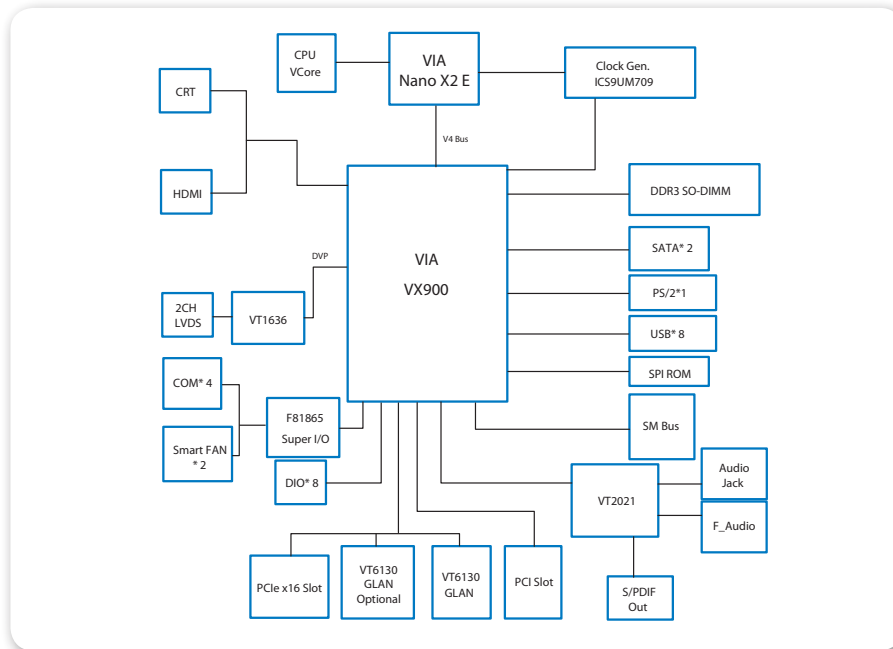 CPU
VCore
VIA
Nano X2 E
Clock Gen.
ICS9UM709
CRT
V4 Bus
HDMI
DDR3 SO-DIMM
VIA
VX900
SATA* 2
DVP
PS/2*1
2CH
LVDS
VT1636
USB* 8
SPI ROM
COM* 4
F81865
Super I/O
SM Bus
Smart FAN
* 2
DIO* 8
VT2021
Audio
Jack
F_Audio
PCIe x16 Slot
VT6130
GLAN
Optional
VT6130
GLAN
PCI Slot
S/PDIF
Out